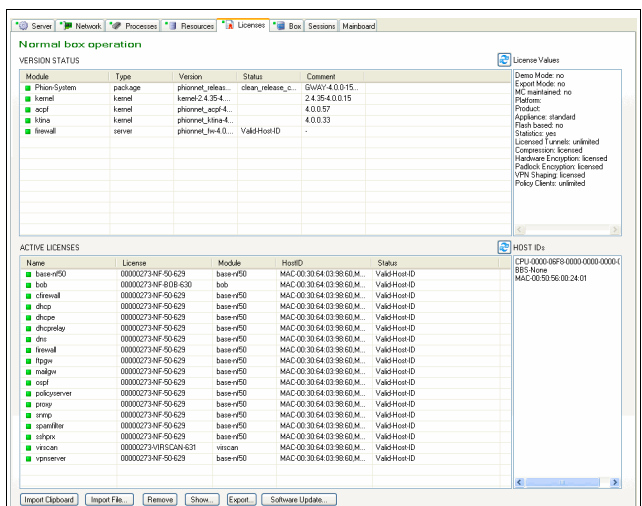 Server Network Processes Resources Licenses Box Sessions Mainboard
Normal box operation
VERSION STATUS
Module Type Version Status Comment
Phion-System package phionnet_releas... clean_release_c... GWAY-4.0.0-15...
kernel kernel kernel-2.4.35-4.... 2.4.35-4.0.0.15
acpf kernel phionnet_acpf-4... 4.0.0.57
ktina kernel phionnet_ktina-4... 4.0.0.33
firewall server phionnet_fw-4.0.... Valid-Host-ID -
License Values
Demo Mode: no
Export Mode: no
MC maintained: no
Platform:
Product:
Appliance: standard
Flash based: no
Statistics: yes
Licensed Tunnels: unlimited
Compression: licensed
Hardware Encryption: licensed
Padlock Encryption: licensed
VPN Shaping: licensed
Policy Clients: unlimited
ACTIVE LICENSES
Name License Module HostID Status
base-nf50 00000273-NF-50-629 base-nf50 MAC-00:30:64:03:98:60,M... Valid-Host-ID
bob 00000273-NF-BOB-630 bob MAC-00:30:64:03:98:60,M... Valid-Host-ID
cfirewall 00000273-NF-50-629 base-nf50 MAC-00:30:64:03:98:60,M... Valid-Host-ID
dhcp 00000273-NF-50-629 base-nf50 MAC-00:30:64:03:98:60,M... Valid-Host-ID
dhcpe 00000273-NF-50-629 base-nf50 MAC-00:30:64:03:98:60,M... Valid-Host-ID
dhcprelay 00000273-NF-50-629 base-nf50 MAC-00:30:64:03:98:60,M... Valid-Host-ID
dns 00000273-NF-50-629 base-nf50 MAC-00:30:64:03:98:60,M... Valid-Host-ID
firewall 00000273-NF-50-629 base-nf50 MAC-00:30:64:03:98:60,M... Valid-Host-ID
ftpgw 00000273-NF-50-629 base-nf50 MAC-00:30:64:03:98:60,M... Valid-Host-ID
mailgw 00000273-NF-50-629 base-nf50 MAC-00:30:64:03:98:60,M... Valid-Host-ID
ospf 00000273-NF-50-629 base-nf50 MAC-00:30:64:03:98:60,M... Valid-Host-ID
policyserver 00000273-NF-50-629 base-nf50 MAC-00:30:64:03:98:60,M... Valid-Host-ID
proxy 00000273-NF-50-629 base-nf50 MAC-00:30:64:03:98:60,M... Valid-Host-ID
snmp 00000273-NF-50-629 base-nf50 MAC-00:30:64:03:98:60,M... Valid-Host-ID
spamfilter 00000273-NF-50-629 base-nf50 MAC-00:30:64:03:98:60,M... Valid-Host-ID
sshprx 00000273-NF-50-629 base-nf50 MAC-00:30:64:03:98:60,M... Valid-Host-ID
virscan 00000273-VIRSCAN-631 virscan MAC-00:30:64:03:98:60,M... Valid-Host-ID
vpnserver 00000273-NF-50-629 base-nf50 MAC-00:30:64:03:98:60,M... Valid-Host-ID
HOST IDs
CPU-0000-06F8-0000-0000-0000-(
BBS-None
MAC-00:50:56:00:24:01
Import Clipboard Import File... Remove Show... Export... Software Update...